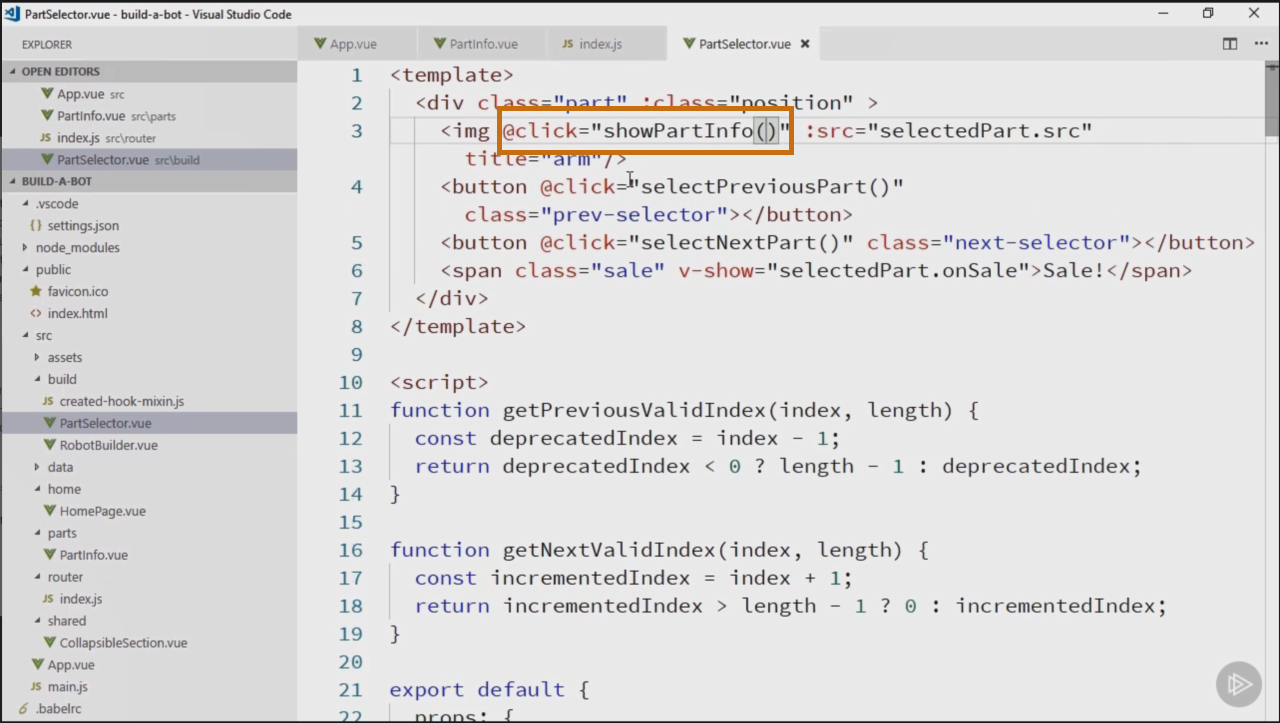 PartSelector.vue - build-a-bot - Visual Studio Code
EXPLORER
App.vue
PartInfo.vue
JS index.js
PartSelector.vue
OPEN EDITORS
App.vue src
PartInfo.vue src\parts
JS index.js src\router
PartSelector.vue src\build
BUILD-A-BOT
.vscode
{} settings.json
node_modules
public
favicon.ico
<> index.html
src
assets
build
JS created-hook-mixin.js
PartSelector.vue
RobotBuilder.vue
data
home
HomePage.vue
parts
PartInfo.vue
router
JS index.js
shared
CollapsibleSection.vue
App.vue
JS main.js
6 .babelrc
1 <template>
2 <div class="part" :class="position" >
3 <img @click="showPartInfo()" :src="selectedPart.src"
title="arm"/>
4 <button @click="selectPreviousPart()"
class="prev-selector"></button>
5 <button @click="selectNextPart()" class="next-selector"></button>
6 <span class="sale" v-show="selectedPart.onSale">Sale!</span>
7 </div>
8 </template>
9
10 <script>
11 function getPreviousValidIndex(index, length) {
12 const deprecatedIndex = index - 1;
13 return deprecatedIndex < 0 ? length - 1 : deprecatedIndex;
14 }
15
16 function getNextValidIndex(index, length) {
17 const incrementedIndex = index + 1;
18 return incrementedIndex > length - 1 ? 0 : incrementedIndex;
19 }
20
21 export default {
22 props: {